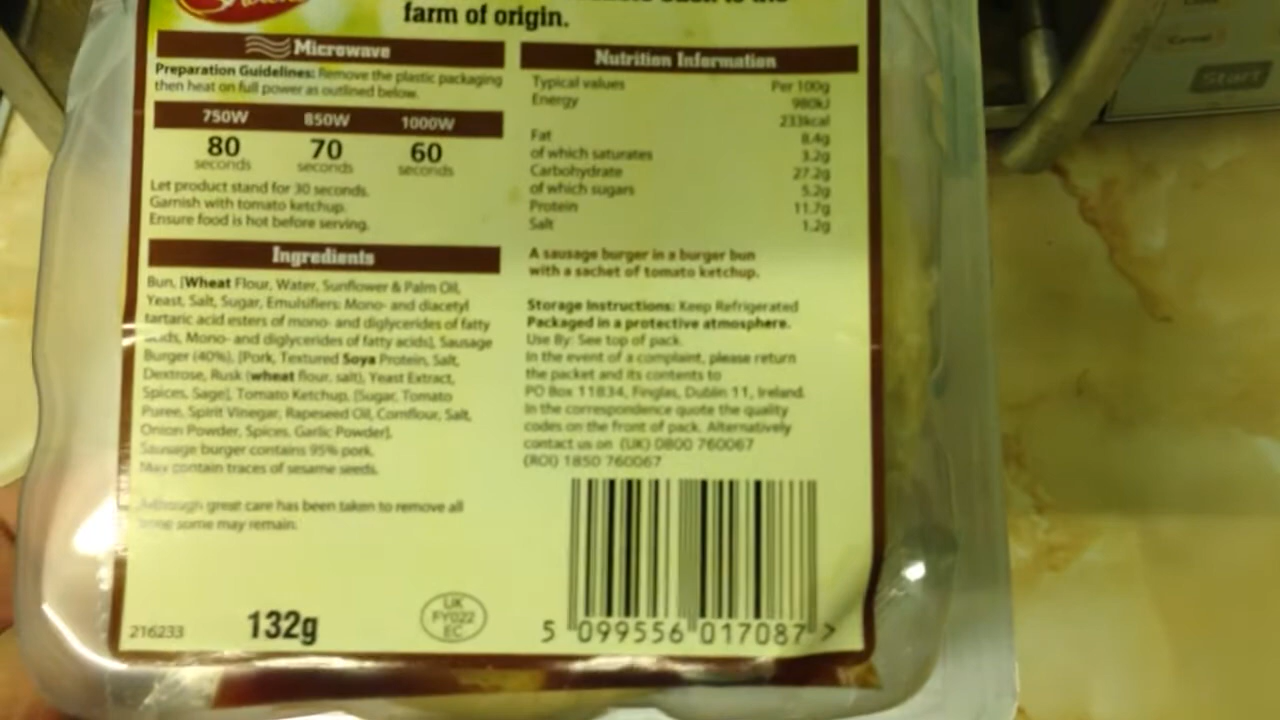 farm of origin.
Microwave
Preparation Guidelines: Remove the plastic packaging
then heat on full power as outlined below.
750W 850W 1000W
80 70 60
seconds seconds seconds
Let product stand for 30 seconds.
Garnish with tomato ketchup.
Ensure food is hot before serving.
Ingredients
Bun, [Wheat Flour, Water, Sunflower & Palm Oil,
Yeast, Salt, Sugar, Emulsifiers: Mono- and diacetyl
tartaric acid esters of mono- and diglycerides of fatty
acids, Mono- and diglycerides of fatty acids], Sausage
Burger (40%), [Pork, Textured Soya Protein, Salt,
Dextrose, Rusk (wheat flour, salt), Yeast Extract,
Spices, Sage], Tomato Ketchup, [Sugar, Tomato
Puree, Spirit Vinegar, Rapeseed Oil, Cornflour, Salt,
Onion Powder, Spices, Garlic Powder].
Sausage burger contains 95% pork.
May contain traces of sesame seeds.
Although great care has been taken to remove all
bone some may remain.
216233
132g
UK
FY022
EC
Nutrition Information
Typical values Per 100g
Energy 980kJ
233kcal
Fat 8.4g
of which saturates 3.2g
Carbohydrate 27.2g
of which sugars 5.2g
Protein 11.7g
Salt 1.2g
A sausage burger in a burger bun
with a sachet of tomato ketchup.
Storage Instructions: Keep Refrigerated
Packaged in a protective atmosphere.
Use By: See top of pack.
In the event of a complaint, please return
the packet and its contents to
PO Box 11834, Finglas, Dublin 11, Ireland.
In the correspondence quote the quality
codes on the front of pack. Alternatively
contact us on (UK) 0800 760067
(ROI) 1850 760067
5 099556 017087 >
Start